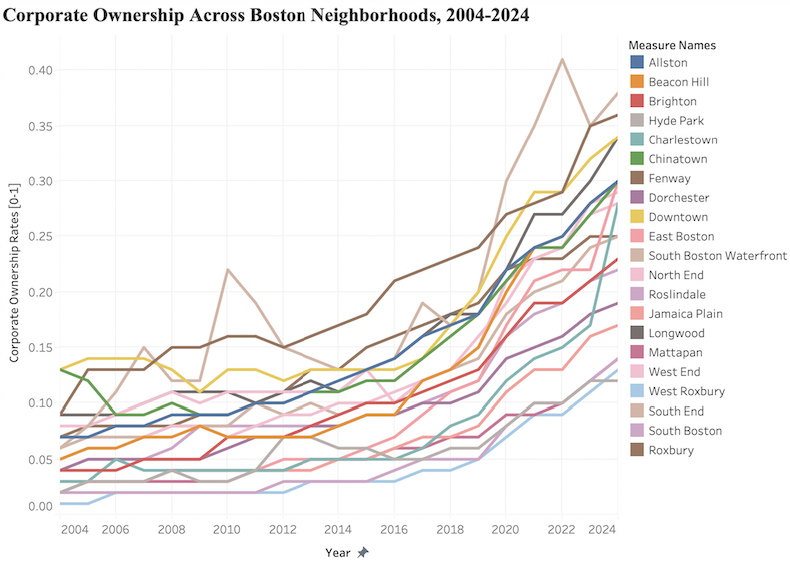 Corporate Ownership Across Boston Neighborhoods, 2004-2024
Measure Names
Allston
Beacon Hill
Brighton
Hyde Park
Charlestown
Chinatown
Fenway
Dorchester
Downtown
East Boston
South Boston Waterfront
North End
Roslindale
Jamaica Plain
Longwood
Mattapan
West End
West Roxbury
South End
South Boston
Roxbury
Corporate Ownership Rates [0-1]
0.40
0.35
0.30
0.25
0.20
0.15
0.10
0.05
0.00
2004 2006 2008 2010 2012 2014 2016 2018 2020 2022 2024
Year